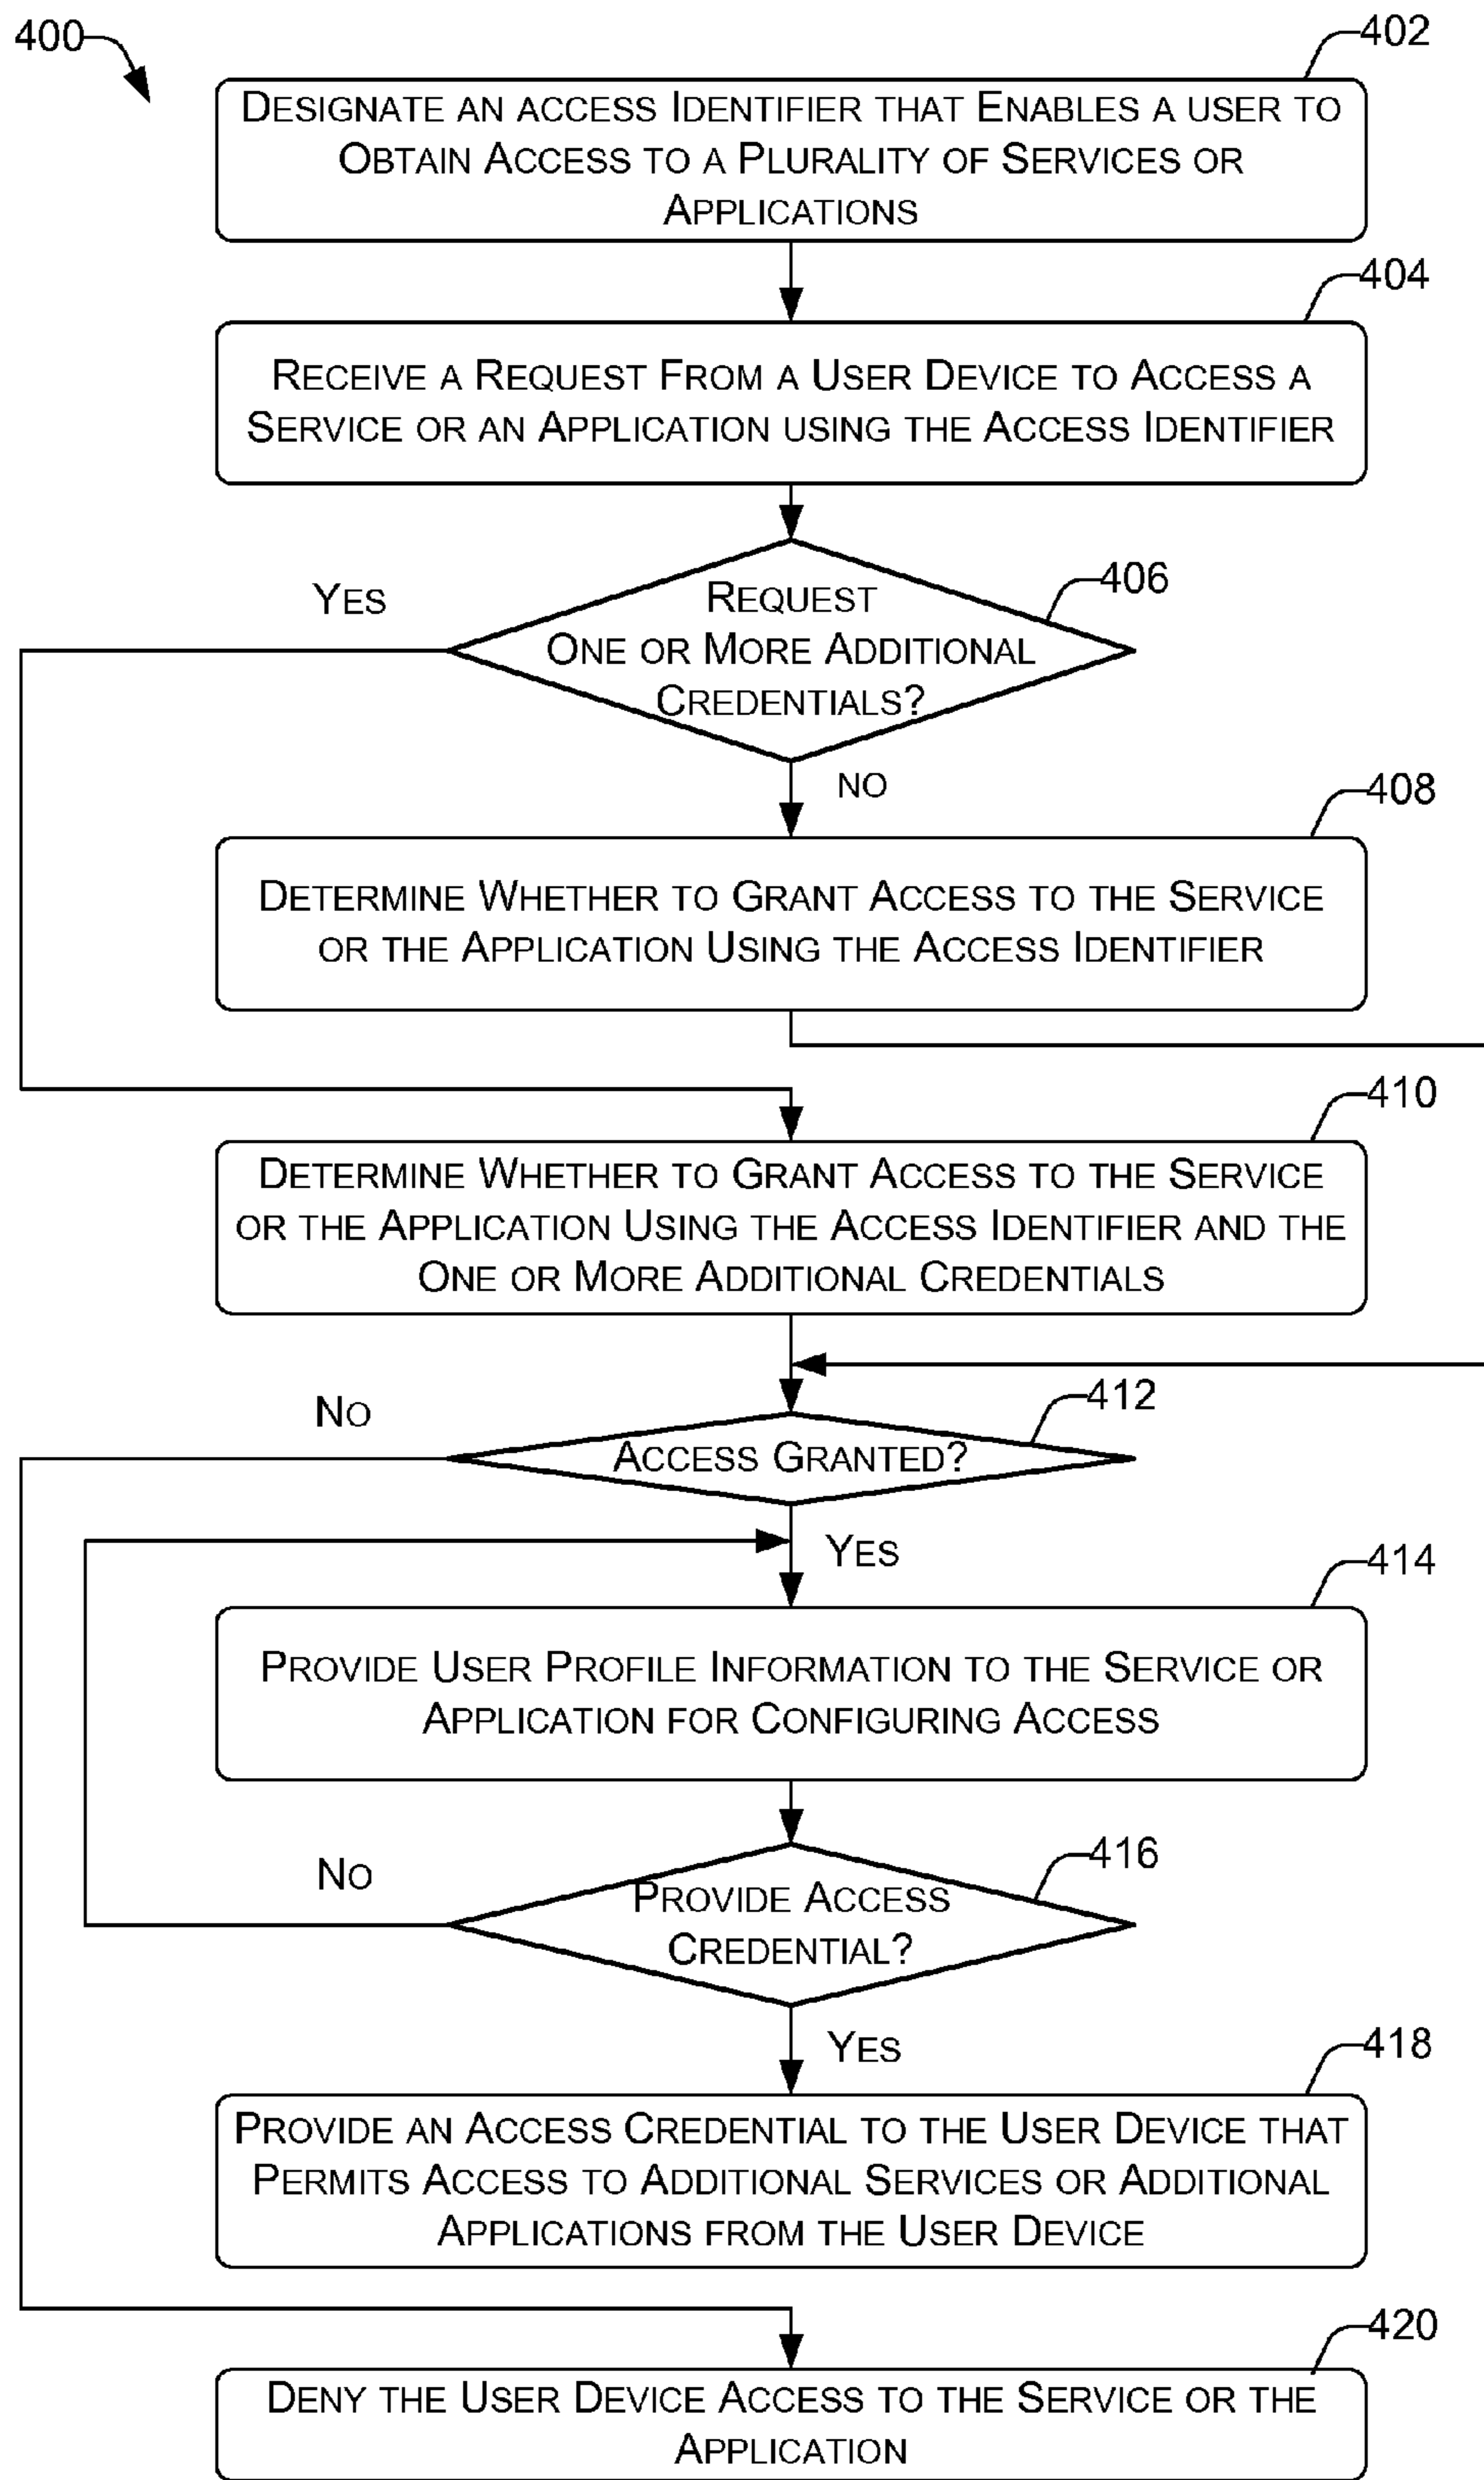 400
402
DESIGNATE AN ACCESS IDENTIFIER THAT ENABLES A USER TO
OBTAIN ACCESS TO A PLURALITY OF SERVICES OR
APPLICATIONS
404
RECEIVE A REQUEST FROM A USER DEVICE TO ACCESS A
SERVICE OR AN APPLICATION USING THE ACCESS IDENTIFIER
406
YES
REQUEST
ONE OR MORE ADDITIONAL
CREDENTIALS?
NO
408
DETERMINE WHETHER TO GRANT ACCESS TO THE SERVICE
OR THE APPLICATION USING THE ACCESS IDENTIFIER
410
DETERMINE WHETHER TO GRANT ACCESS TO THE SERVICE
OR THE APPLICATION USING THE ACCESS IDENTIFIER AND THE
ONE OR MORE ADDITIONAL CREDENTIALS
412
NO
ACCESS GRANTED?
YES
414
PROVIDE USER PROFILE INFORMATION TO THE SERVICE OR
APPLICATION FOR CONFIGURING ACCESS
416
NO
PROVIDE ACCESS
CREDENTIAL?
YES
418
PROVIDE AN ACCESS CREDENTIAL TO THE USER DEVICE THAT
PERMITS ACCESS TO ADDITIONAL SERVICES OR ADDITIONAL
APPLICATIONS FROM THE USER DEVICE
420
DENY THE USER DEVICE ACCESS TO THE SERVICE OR THE
APPLICATION